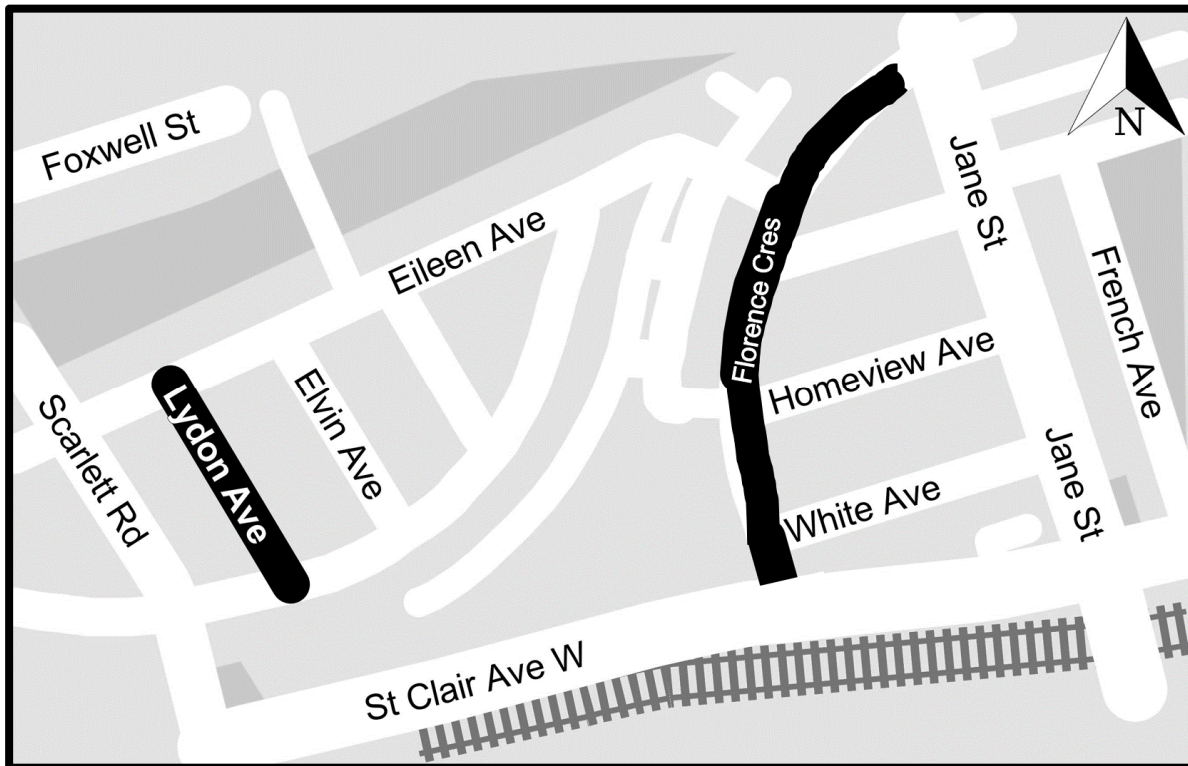 Foxwell St
N
Jane St
Eileen Ave
Florence Cres
French Ave
Homeview Ave
Lydon Ave
Elvin Ave
Scarlett Rd
Jane St
White Ave
St Clair Ave W